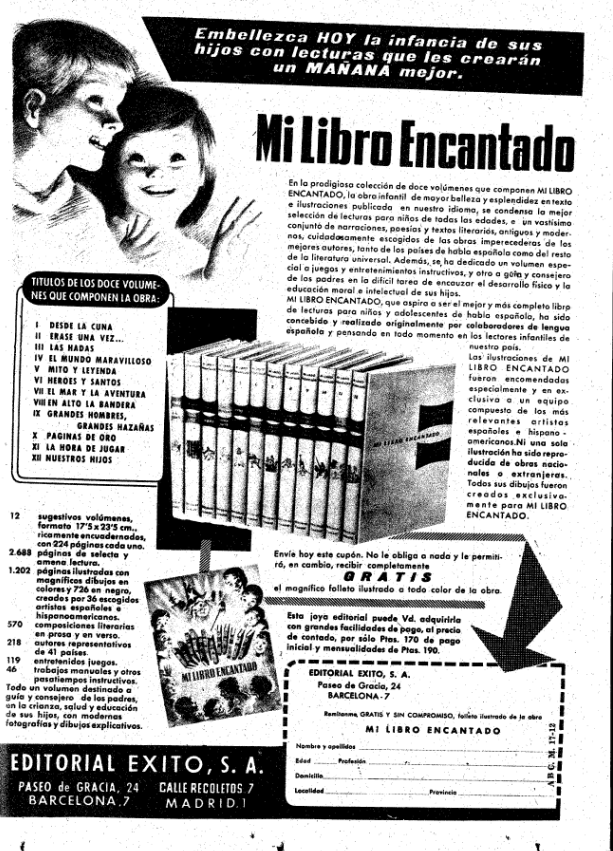 Embellezca HOY la infancia de sus
hijos con lecturas que les crearán
un MAÑANA mejor.
Mi Libro Encantado
En la prodigiosa colección de doce volúmenes que componen MI LIBRO
ENCANTADO, la obra infantil de mayor belleza y esplendidez en texto
e ilustraciones publicada en nuestro idioma, se condensa la mejor
selección de lecturas para niños de todas las edades, e un vastísimo
conjunto de narraciones, poesías y textos literarios, antiguos y moder-
nos, cuidadosamente escogidos de las obras imperecederas de los
mejores autores, tanto de los países de habla española como del resto
de la literatura universal. Además, se ha dedicado un volumen espe-
cial a juegos y entretenimientos instructivos, y otro a guía y consejero
de los padres en la difícil tarea de encauzar el desarrollo físico y la
educación moral e intelectual de sus hijos.
MI LIBRO ENCANTADO, que aspira a ser el mejor y más completo libro
de lecturas para niños y adolescentes de habla española, ha sido
concebido y realizado originalmente por colaboradores de lengua
española y pensando en todo momento en los lectores infantiles de
nuestro país.
Las ilustraciones de MI
LIBRO ENCANTADO
fueron encomendadas
especialmente y en ex-
clusiva a un equipo
compuesto de los más
relevantes artistas
españoles e hispano-
americanos. Ni una sola
ilustración ha sido repro-
ducida de obras nacio-
nales o extranjeras.
Todos sus dibujos fueron
creados exclusiva-
mente para MI LIBRO
ENCANTADO.
TITULOS DE LOS DOCE VOLUME-
NES QUE COMPONEN LA OBRA:
I DESDE LA CUNA
II ERASE UNA VEZ...
III LAS HADAS
IV EL MUNDO MARAVILLOSO
V MITO Y LEYENDA
VI HEROES Y SANTOS
VII EL MAR Y LA AVENTURA
VIII EN ALTO LA BANDERA
IX GRANDES HOMBRES,
GRANDES HAZAÑAS
X PAGINAS DE ORO
XI LA HORA DE JUGAR
XII NUESTROS HIJOS
MI LIBRO ENCANTADO
12 sugestivos volúmenes,
formato 17'5 x 23'5 cm.,
ricamente encuadernados,
con 224 páginas cada uno.
2.688 páginas de selecta y
amena lectura.
1.202 páginas ilustradas con
magníficos dibujos en
colores y 726 en negro,
creados por 36 escogidos
artistas españoles e
hispanoamericanos.
570 composiciones literarias
en prosa y en verso.
218 autores representativos
de 41 países.
119 entretenidos juegos.
46 trabajos manuales y otros
pasatiempos instructivos.
Todo un volumen destinado a
guía y consejero de los padres,
en la crianza, salud y educación
de sus hijos, con modernas
fotografías y dibujos explicativos.
MI LIBRO ENCANTADO
Envíe hoy este cupón. No le obliga a nada y le permiti-
rá, en cambio, recibir completamente
GRATIS
el magnífico folleto ilustrado a todo color de la obra.
Esta joya editorial puede Vd. adquirirla
con grandes facilidades de pago, al precio
de contado, por sólo Ptas. 170 de pago
inicial y mensualidades de Ptas. 190.
EDITORIAL EXITO, S. A.
Paseo de Gracia, 24
BARCELONA-7
Remítanme GRATIS Y SIN COMPROMISO, folleto ilustrado de la obra
MI LIBRO ENCANTADO
Nombre y apellidos
Edad Profesión
Domicilio
Localidad Provincia
A B C. M. 17-12
EDITORIAL EXITO, S. A.
PASEO de GRACIA, 24 CALLE RECOLETOS, 7
BARCELONA.7 MADRID.1